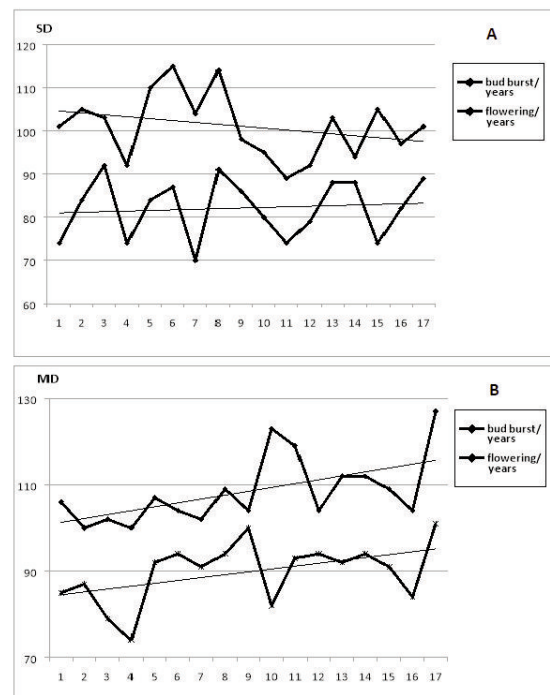 SD
A
120
110
100
90
80
70
60
1 2 3 4 5 6 7 8 9 10 11 12 13 14 15 16 17
bud burst/
years
flowering/
years
MD
B
130
110
90
70
1 2 3 4 5 6 7 8 9 10 11 12 13 14 15 16 17
bud burst/
years
flowering/
years